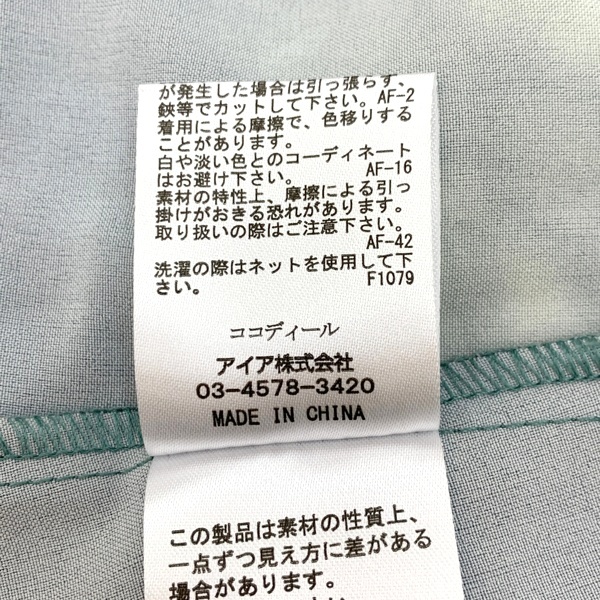 が発生した場合は引っ張らず、
鋏等でカットして下さい。AF-2
着用による摩擦で、色移りする
ことがあります。
白や淡い色とのコーディネート
はお避け下さい。 AF-16
素材の特性上、摩擦による引っ
掛けがおきる恐れがあります。
取り扱いの際はご注意下さい。
AF-42
洗濯の際はネットを使用して下
さい。 F1079
ココディール
アイア株式会社
03-4578-3420
MADE IN CHINA
この製品は素材の性質上、
一点ずつ見え方に差がある
場合があります。